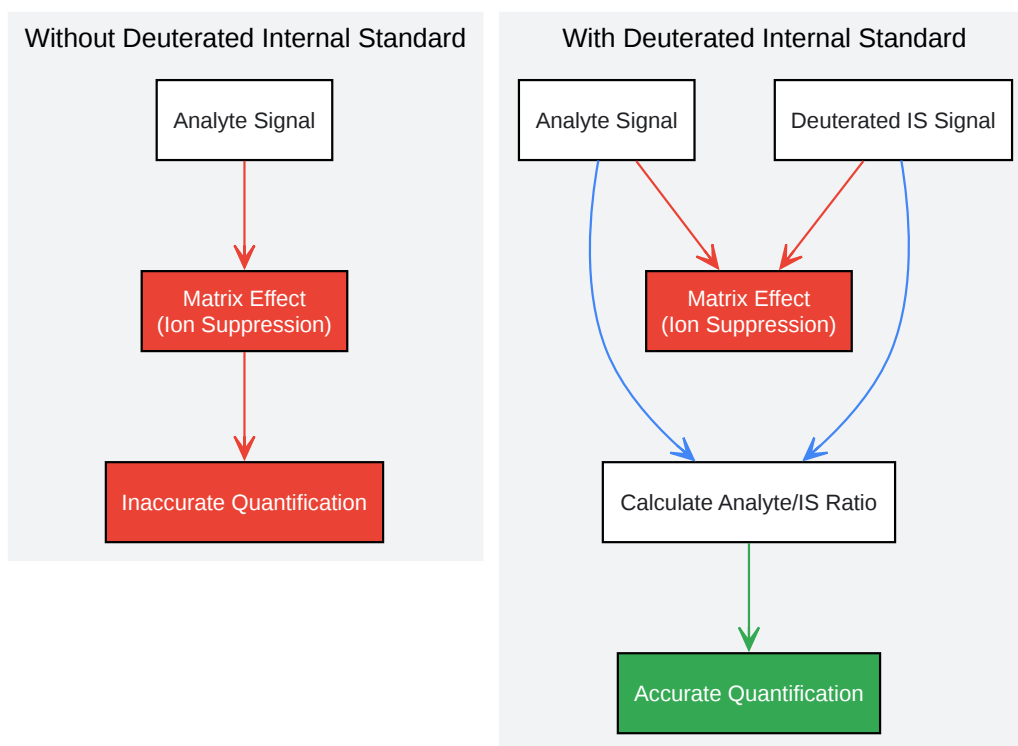 Without Deuterated Internal Standard
Analyte Signal
Matrix Effect
(Ion Suppression)
Inaccurate Quantification
With Deuterated Internal Standard
Analyte Signal
Deuterated IS Signal
Matrix Effect
(Ion Suppression)
Calculate Analyte/IS Ratio
Accurate Quantification